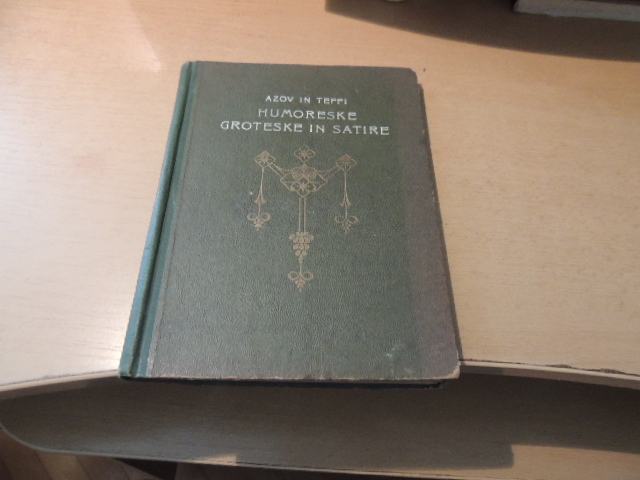 AZOV IN TEFFI
HUMORESKE
GROTESKE IN SATIRE